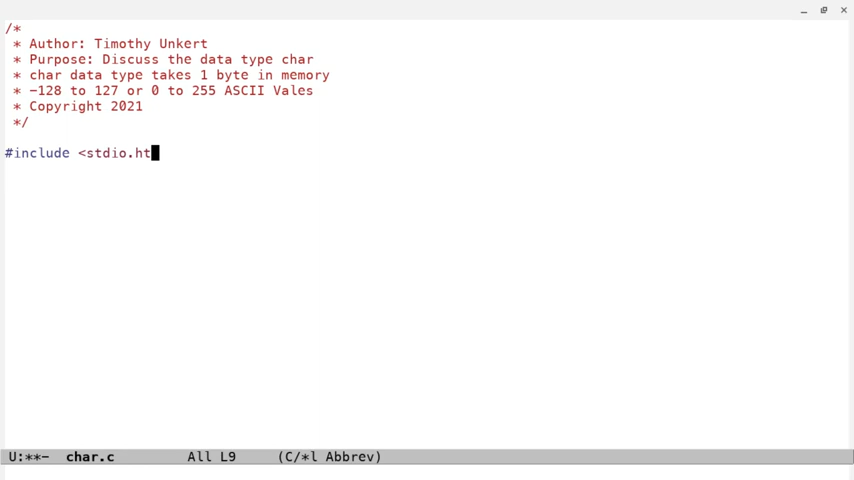 /*
 * Author: Timothy Unkert
 * Purpose: Discuss the data type char
 * char data type takes 1 byte in memory
 * -128 to 127 or 0 to 255 ASCII Vales
 * Copyright 2021
 */
#include <stdio.ht
U:**-  char.c         All L9     (C/*l Abbrev)